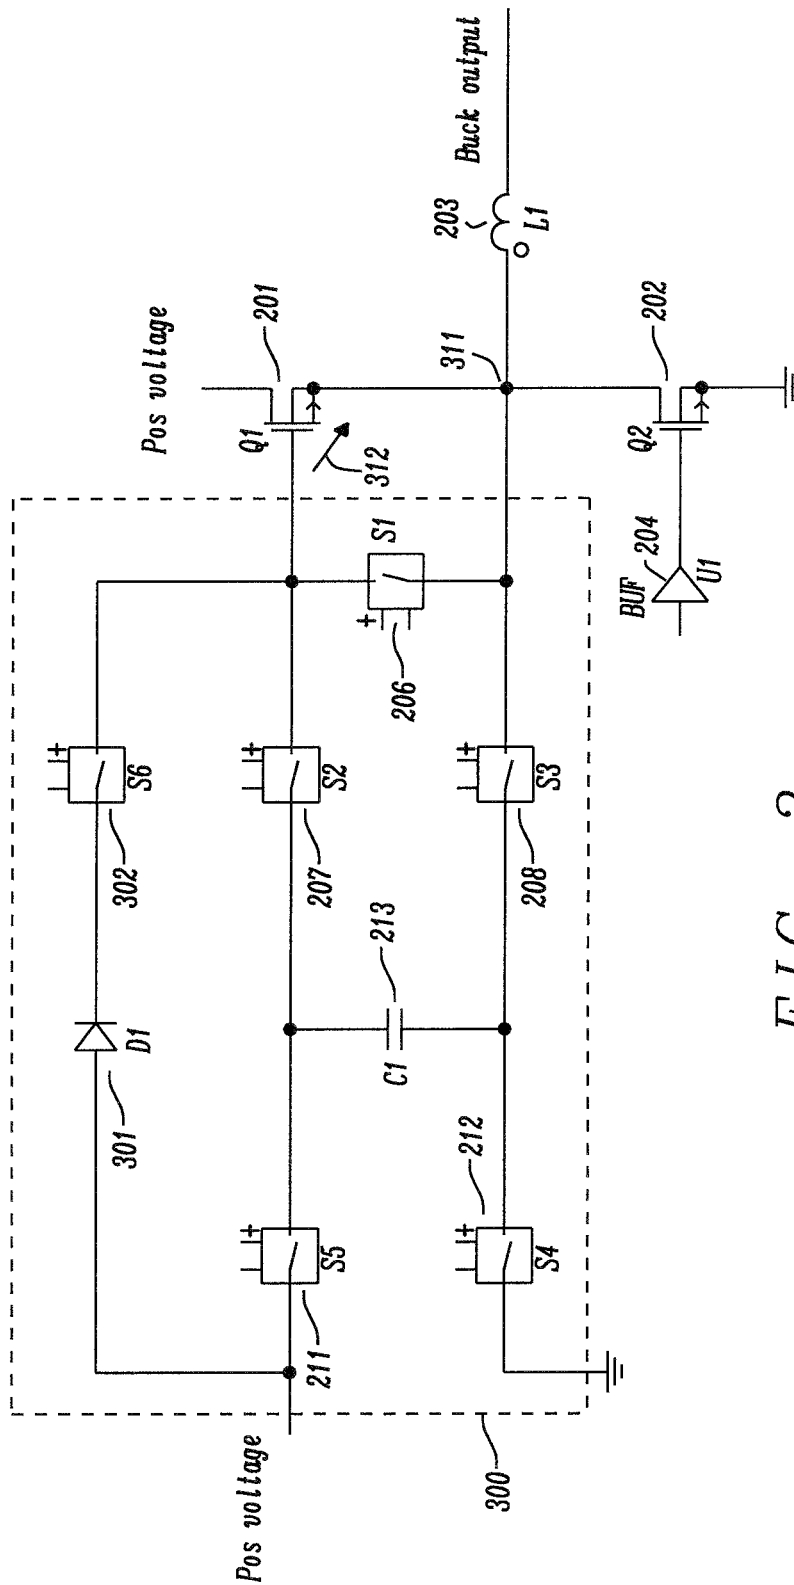 Pos voltage
301
302
D1
S6
Pos voltage
Q1
201
211
207
S5
S2
312
213
S1
C1
206
311
203
Buck output
212
300
208
L1
S4
S3
BUF
204
Q2
202
U1
FIG